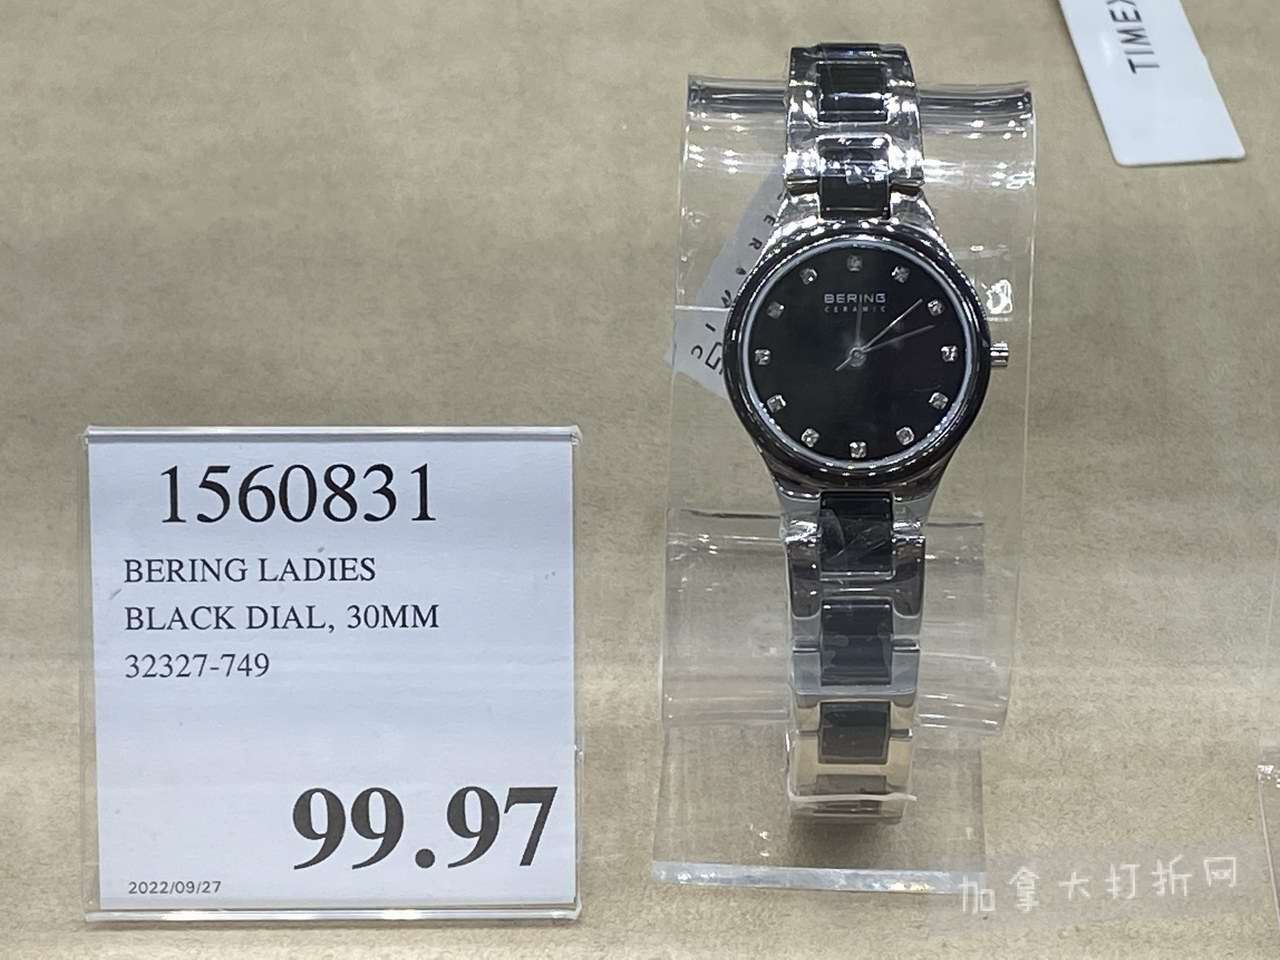 TIMEX
BERING
CERAMIC
1560831
BERING LADIES
BLACK DIAL, 30MM
32327-749
99.97
2022/09/27
加拿大打折网